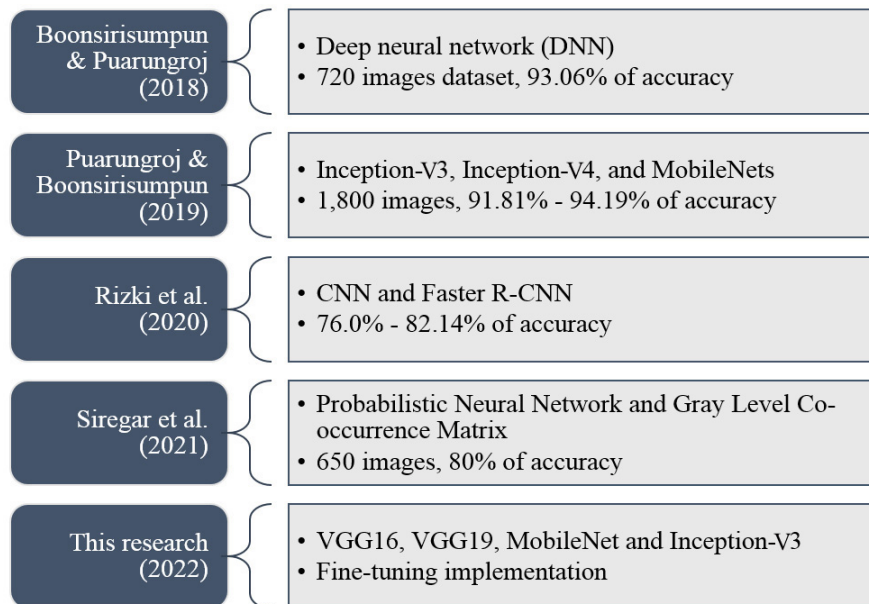 Boonsirisumpun
& Puarungroj
(2018)
• Deep neural network (DNN)
• 720 images dataset, 93.06% of accuracy
Puarungroj &
Boonsirisumpun
(2019)
• Inception-V3, Inception-V4, and MobileNets
• 1,800 images, 91.81% - 94.19% of accuracy
Rizki et al.
(2020)
• CNN and Faster R-CNN
• 76.0% - 82.14% of accuracy
Siregar et al.
(2021)
• Probabilistic Neural Network and Gray Level Co-
occurrence Matrix
• 650 images, 80% of accuracy
This research
(2022)
• VGG16, VGG19, MobileNet and Inception-V3
• Fine-tuning implementation